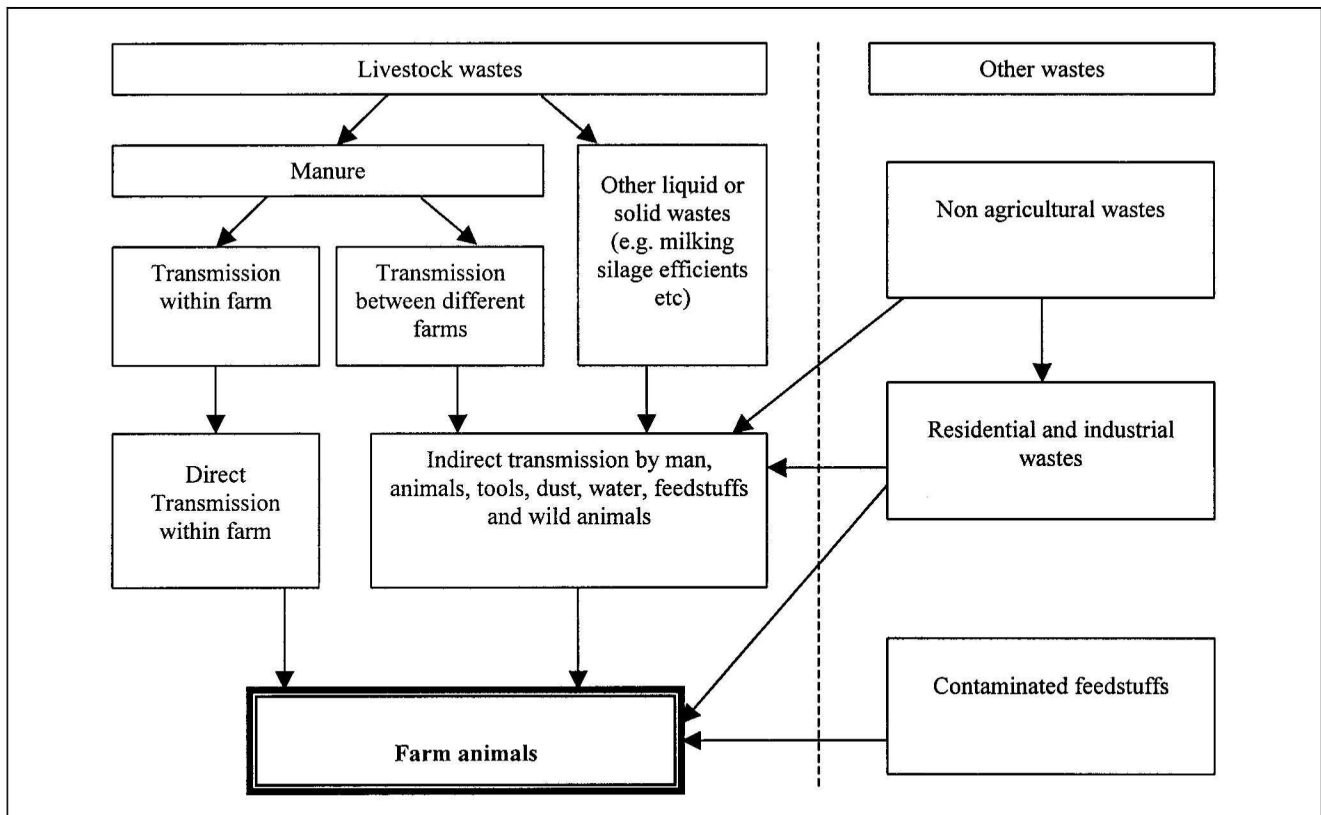 Livestock wastes
Other wastes
Manure
Other liquid or
solid wastes
(e.g. milking
silage efficients
etc)
Non agricultural wastes
Transmission
within farm
Transmission
between different
farms
Direct
Transmission
within farm
Indirect transmission by man,
animals, tools, dust, water, feedstuffs
and wild animals
Residential and industrial
wastes
Contaminated feedstuffs
Farm animals